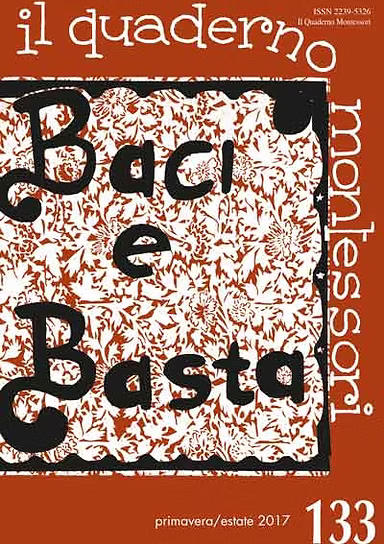 il quaderno
montessori
ISSN 2239-5326
Il Quaderno Montessori
Baci
e
Basta
primavera/estate 2017
133